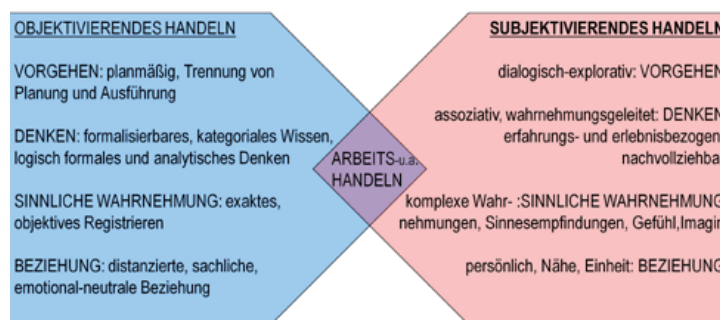 OBJEKTIVIERENDES HANDELN
VORGEHEN: planmäßig, Trennung von
Planung und Ausführung
DENKEN: formalisierbares, kategoriales Wissen,
logisch formales und analytisches Denken
SINNLICHE WAHRNEHMUNG: exaktes,
objektives Registrieren
BEZIEHUNG: distanzierte, sachliche,
emotional-neutrale Beziehung
ARBEITS-u.a.
HANDELN
SUBJEKTIVIERENDES HANDELN
dialogisch-explorativ: VORGEHEN
assoziativ, wahrnehmungsgeleitet: DENKEN
erfahrungs- und erlebnisbezogen
nachvollziehba
komplexe Wahr- :SINNLICHE WAHRNEHMUNG
nehmungen, Sinnesempfindungen, Gefühl,Imagin
persönlich, Nähe, Einheit: BEZIEHUNG